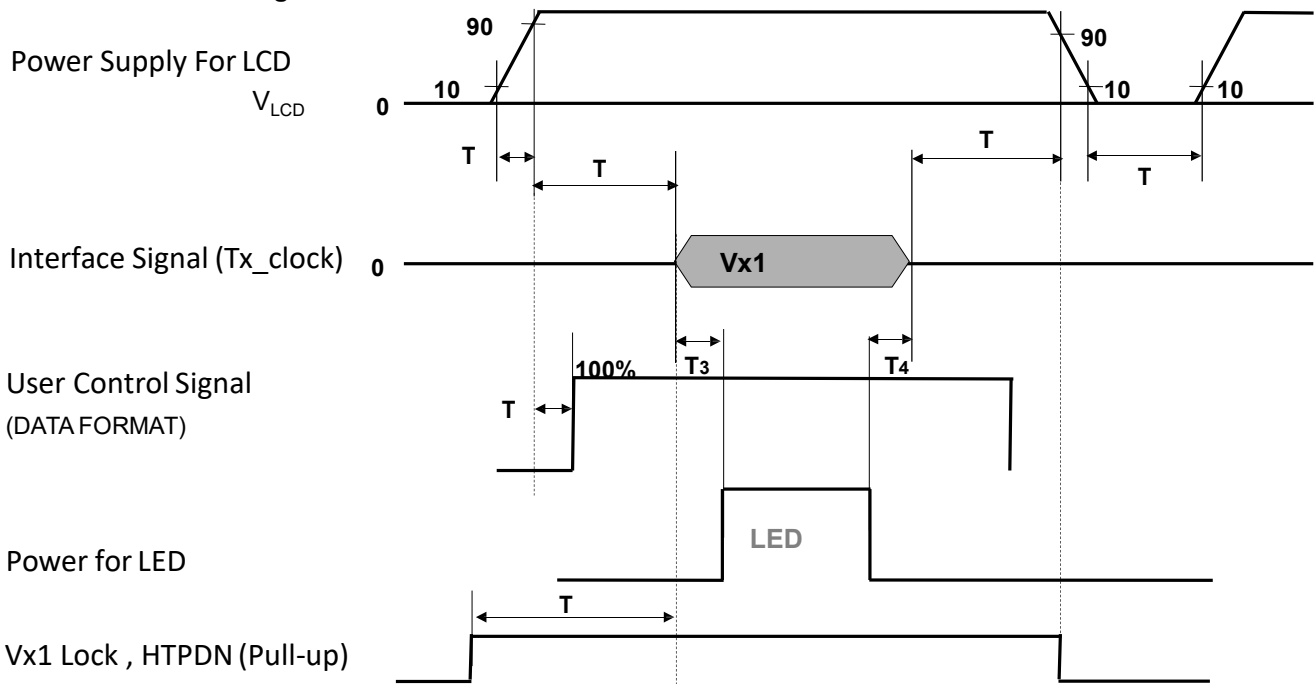 90
90
Power Supply For LCD
VLCD
10
0
10
10
T
T
T
T
Interface Signal (Tx_clock)
0
Vx1
User Control Signal
(DATA FORMAT)
100%
T3
T4
T
LED
Power for LED
T
Vx1 Lock , HTPDN (Pull-up)